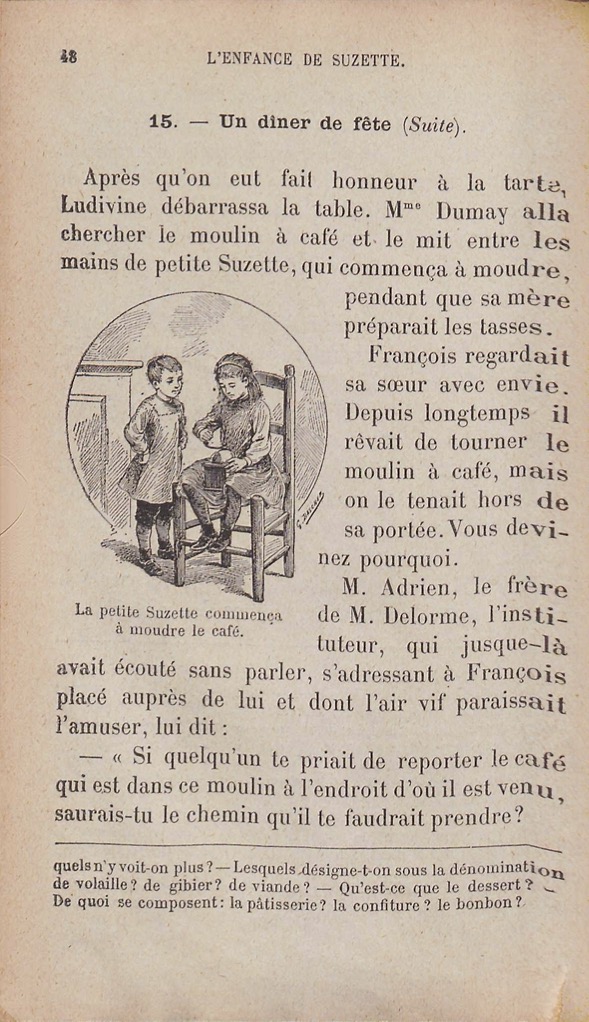 48
L'ENFANCE DE SUZETTE.
15. — Un dîner de fête (Suite).
Après qu'on eut fait honneur à la tarte,
Ludivine débarrassa la table. Mme Dumay alla
chercher le moulin à café et le mit entre les
mains de petite Suzette, qui commença à moudre,
pendant que sa mère
préparait les tasses.
François regardait
sa sœur avec envie.
Depuis longtemps il
rêvait de tourner le
moulin à café, mais
on le tenait hors de
sa portée. Vous devi-
nez pourquoi.
M. Adrien, le frère
de M. Delorme, l'insti-
tuteur, qui jusque-là
La petite Suzette commença
à moudre le café.
avait écouté sans parler, s'adressant à François
placé auprès de lui et dont l'air vif paraissait
l'amuser, lui dit :
— « Si quelqu'un te priait de reporter le café
qui est dans ce moulin à l'endroit d'où il est venu,
saurais-tu le chemin qu'il te faudrait prendre?
quels n'y voit-on plus? — Lesquels désigne-t-on sous la dénomination
de volaille? de gibier? de viande? — Qu'est-ce que le dessert? —
De quoi se composent: la pâtisserie? la confiture? le bonbon?